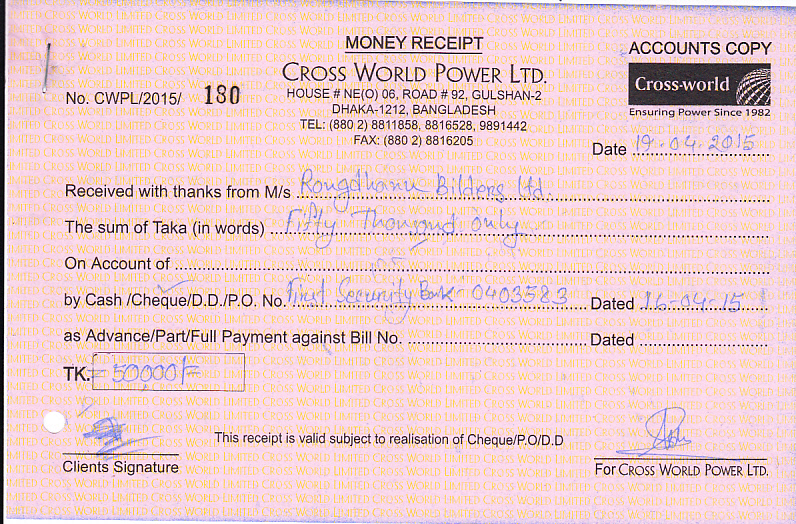 MONEY RECEIPT
ACCOUNTS COPY
CROSS WORLD POWER LTD.
HOUSE # NE(O) 06, ROAD # 92, GULSHAN-2
DHAKA-1212, BANGLADESH
TEL: (880 2) 8811858, 8816528, 9891442
FAX: (880 2) 8816205
No. CWPL/2015/ 180
Cross-world
Ensuring Power Since 1982
Date 19-04-2015
Received with thanks from M/s Rongdhanu Bilders Ltd.
The sum of Taka (in words) Fifty Thousand only
On Account of
by Cash /Cheque/D.D./P.O. No. First Security Bank- 0403583 Dated 16-04-15
as Advance/Part/Full Payment against Bill No. Dated
TK. = 50,000/=
This receipt is valid subject to realisation of Cheque/P.O/D.D
Clients Signature
For CROSS WORLD POWER LTD.